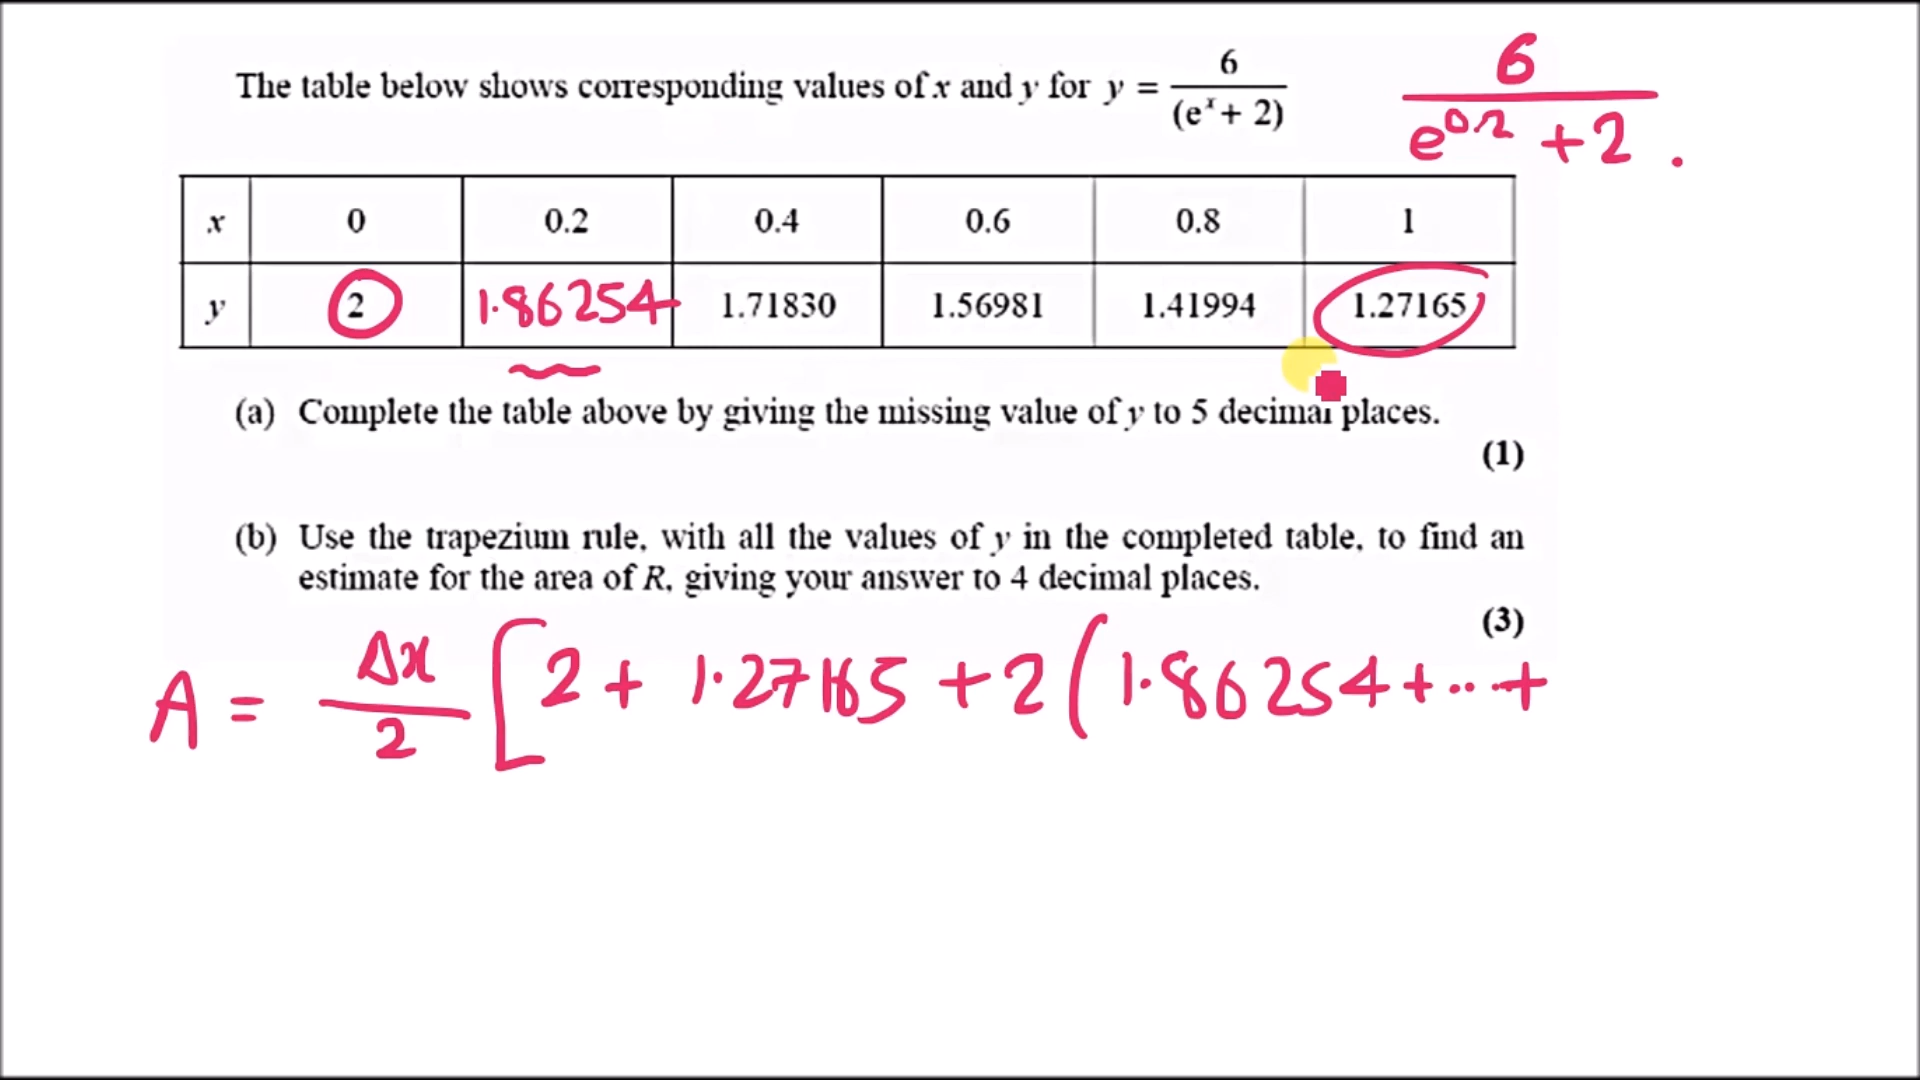 The table below shows corresponding values of x and y for y = 6/(eˣ + 2)
6/(e^0.2 + 2) .
x 0 0.2 0.4 0.6 0.8 1
y 2 1.86254 1.71830 1.56981 1.41994 1.27165
(a) Complete the table above by giving the missing value of y to 5 decimal places.
(1)
(b) Use the trapezium rule, with all the values of y in the completed table, to find an
estimate for the area of R, giving your answer to 4 decimal places.
(3)
A = Δx/2 [ 2 + 1.27165 + 2 ( 1.86254 + ... +